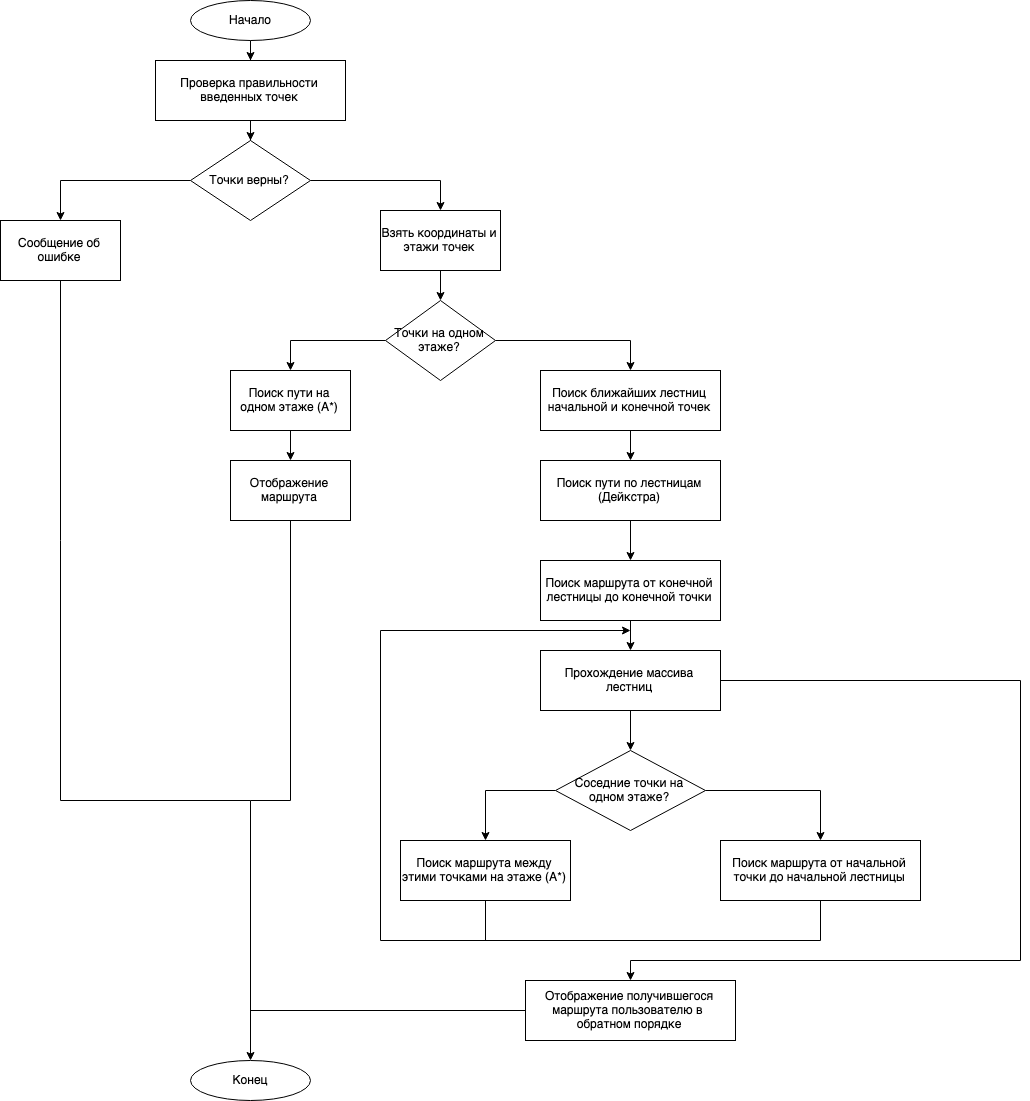 Начало
Проверка правильности
введенных точек
Точки верны?
Сообщение об
ошибке
Взять координаты и
этажи точек
Точки на одном
этаже?
Поиск пути на
одном этаже (А*)
Поиск ближайших лестниц
начальной и конечной точек
Отображение
маршрута
Поиск пути по лестницам
(Дейкстра)
Поиск маршрута от конечной
лестницы до конечной точки
Прохождение массива
лестниц
Соседние точки на
одном этаже?
Поиск маршрута между
этими точками на этаже (А*)
Поиск маршрута от начальной
точки до начальной лестницы
Отображение получившегося
маршрута пользователю в
обратном порядке
Конец